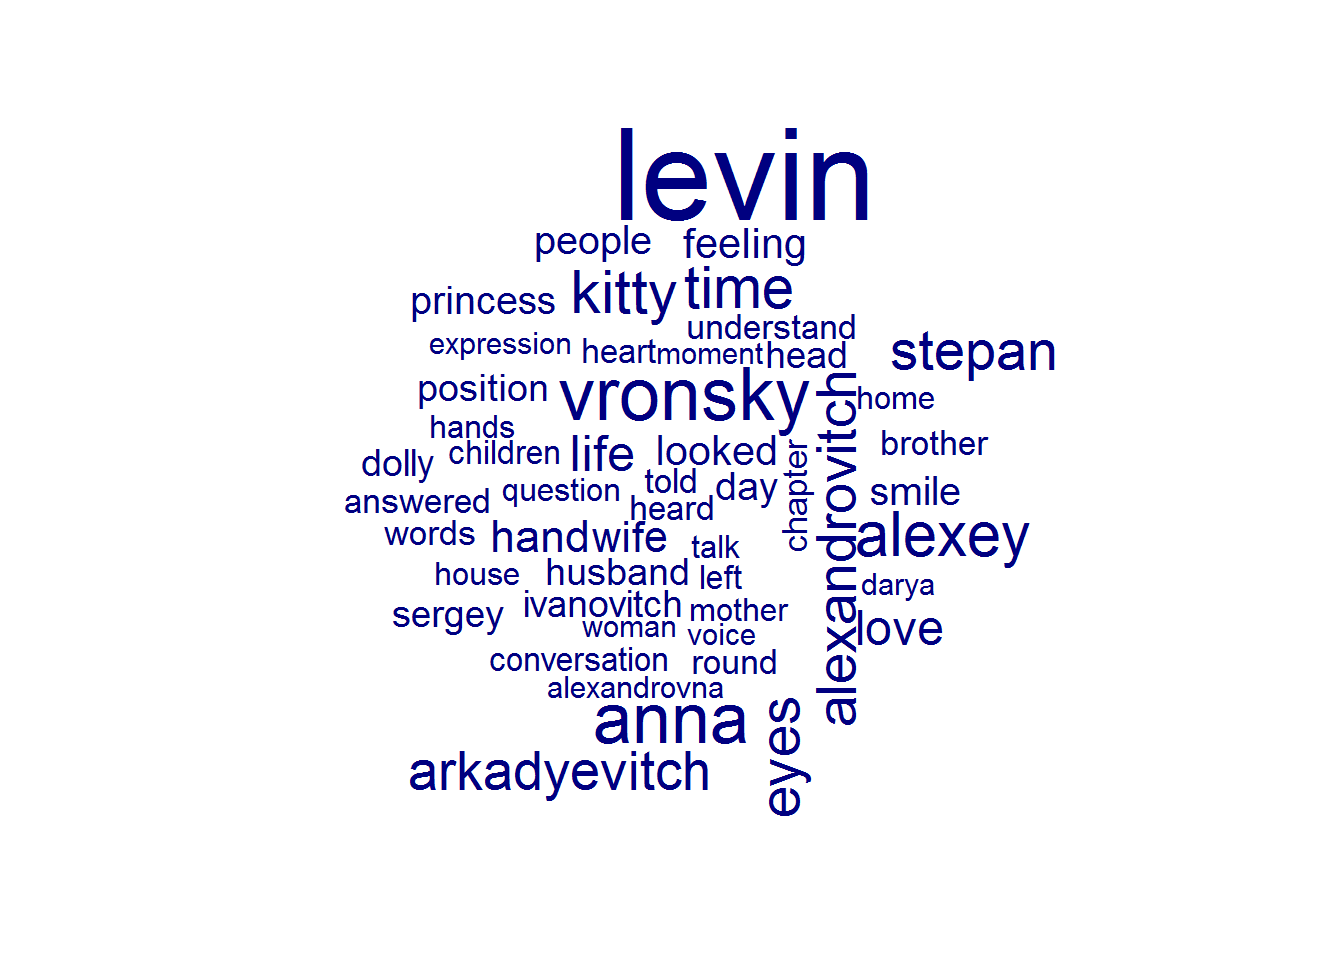 levin
people
feeling
kitty
time
princess
understand
expression
heart
moment
head
stepan
position
vronsky
home
hands
alexandrovitch
brother
dolly
children
life
looked
chapter
answered
question
told
day
smile
heard
words
hand
wife
talk
alexey
house
husband
left
darya
sergey
ivanovitch
mother
love
woman
voice
conversation
round
alexandrovna
anna
eyes
arkadyevitch